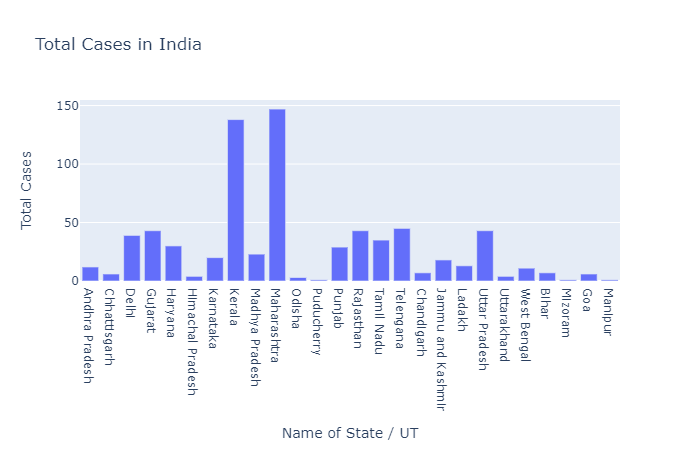 Total Cases in India
Total Cases
150
100
50
0
Andhra Pradesh
Chhattisgarh
Delhi
Gujarat
Haryana
Himachal Pradesh
Karnataka
Kerala
Madhya Pradesh
Maharashtra
Odisha
Puducherry
Punjab
Rajasthan
Tamil Nadu
Telengana
Chandigarh
Jammu and Kashmir
Ladakh
Uttar Pradesh
Uttarakhand
West Bengal
Bihar
Mizoram
Goa
Manipur
Name of State / UT